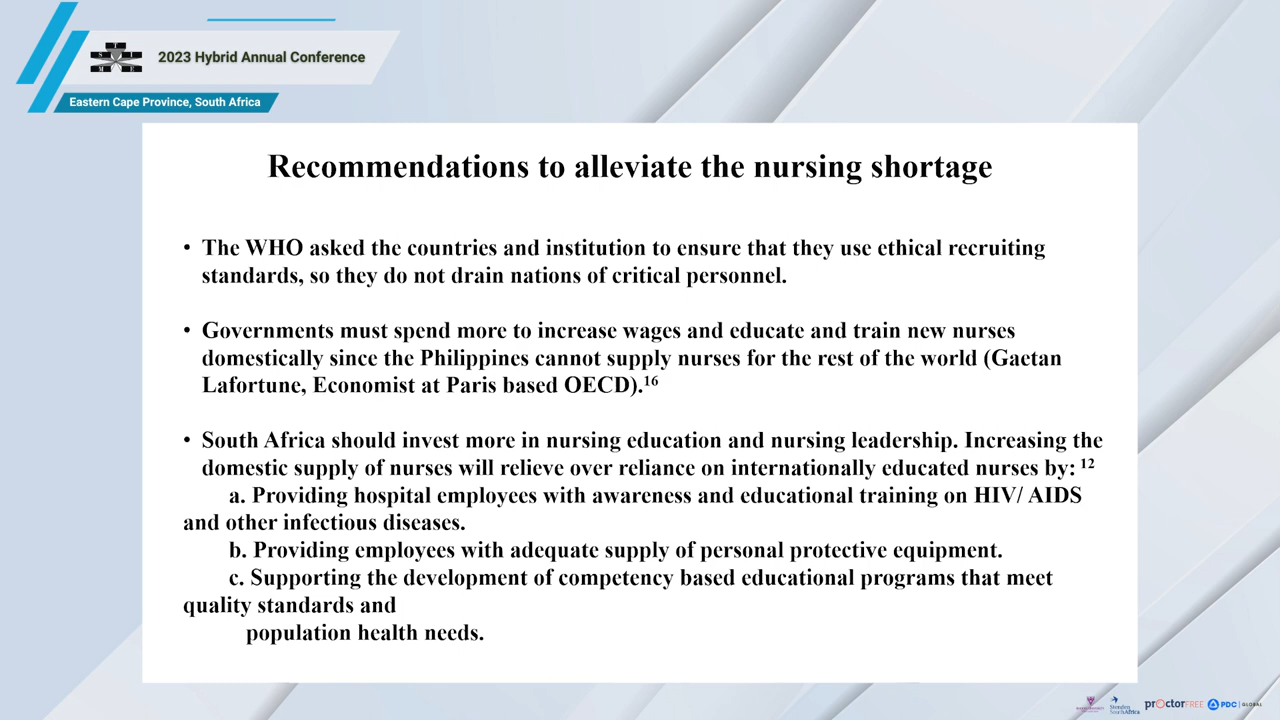 2023 Hybrid Annual Conference
Eastern Cape Province, South Africa
Recommendations to alleviate the nursing shortage
• The WHO asked the countries and institution to ensure that they use ethical recruiting
standards, so they do not drain nations of critical personnel.
• Governments must spend more to increase wages and educate and train new nurses
domestically since the Philippines cannot supply nurses for the rest of the world (Gaetan
Lafortune, Economist at Paris based OECD).¹⁶
• South Africa should invest more in nursing education and nursing leadership. Increasing the
domestic supply of nurses will relieve over reliance on internationally educated nurses by: ¹²
a. Providing hospital employees with awareness and educational training on HIV/ AIDS
and other infectious diseases.
b. Providing employees with adequate supply of personal protective equipment.
c. Supporting the development of competency based educational programs that meet
quality standards and
population health needs.
Stenden
South Africa
proctorFREE
PDC | GLOBAL